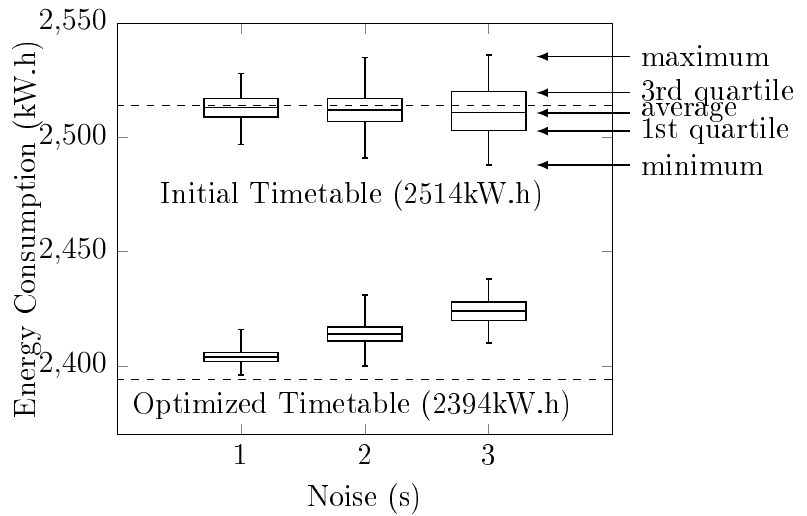 2,550
2,500
2,450
2,400
Energy Consumption (kW.h)
maximum
3rd quartile
average
1st quartile
minimum
Initial Timetable (2514kW.h)
Optimized Timetable (2394kW.h)
1 2 3
Noise (s)